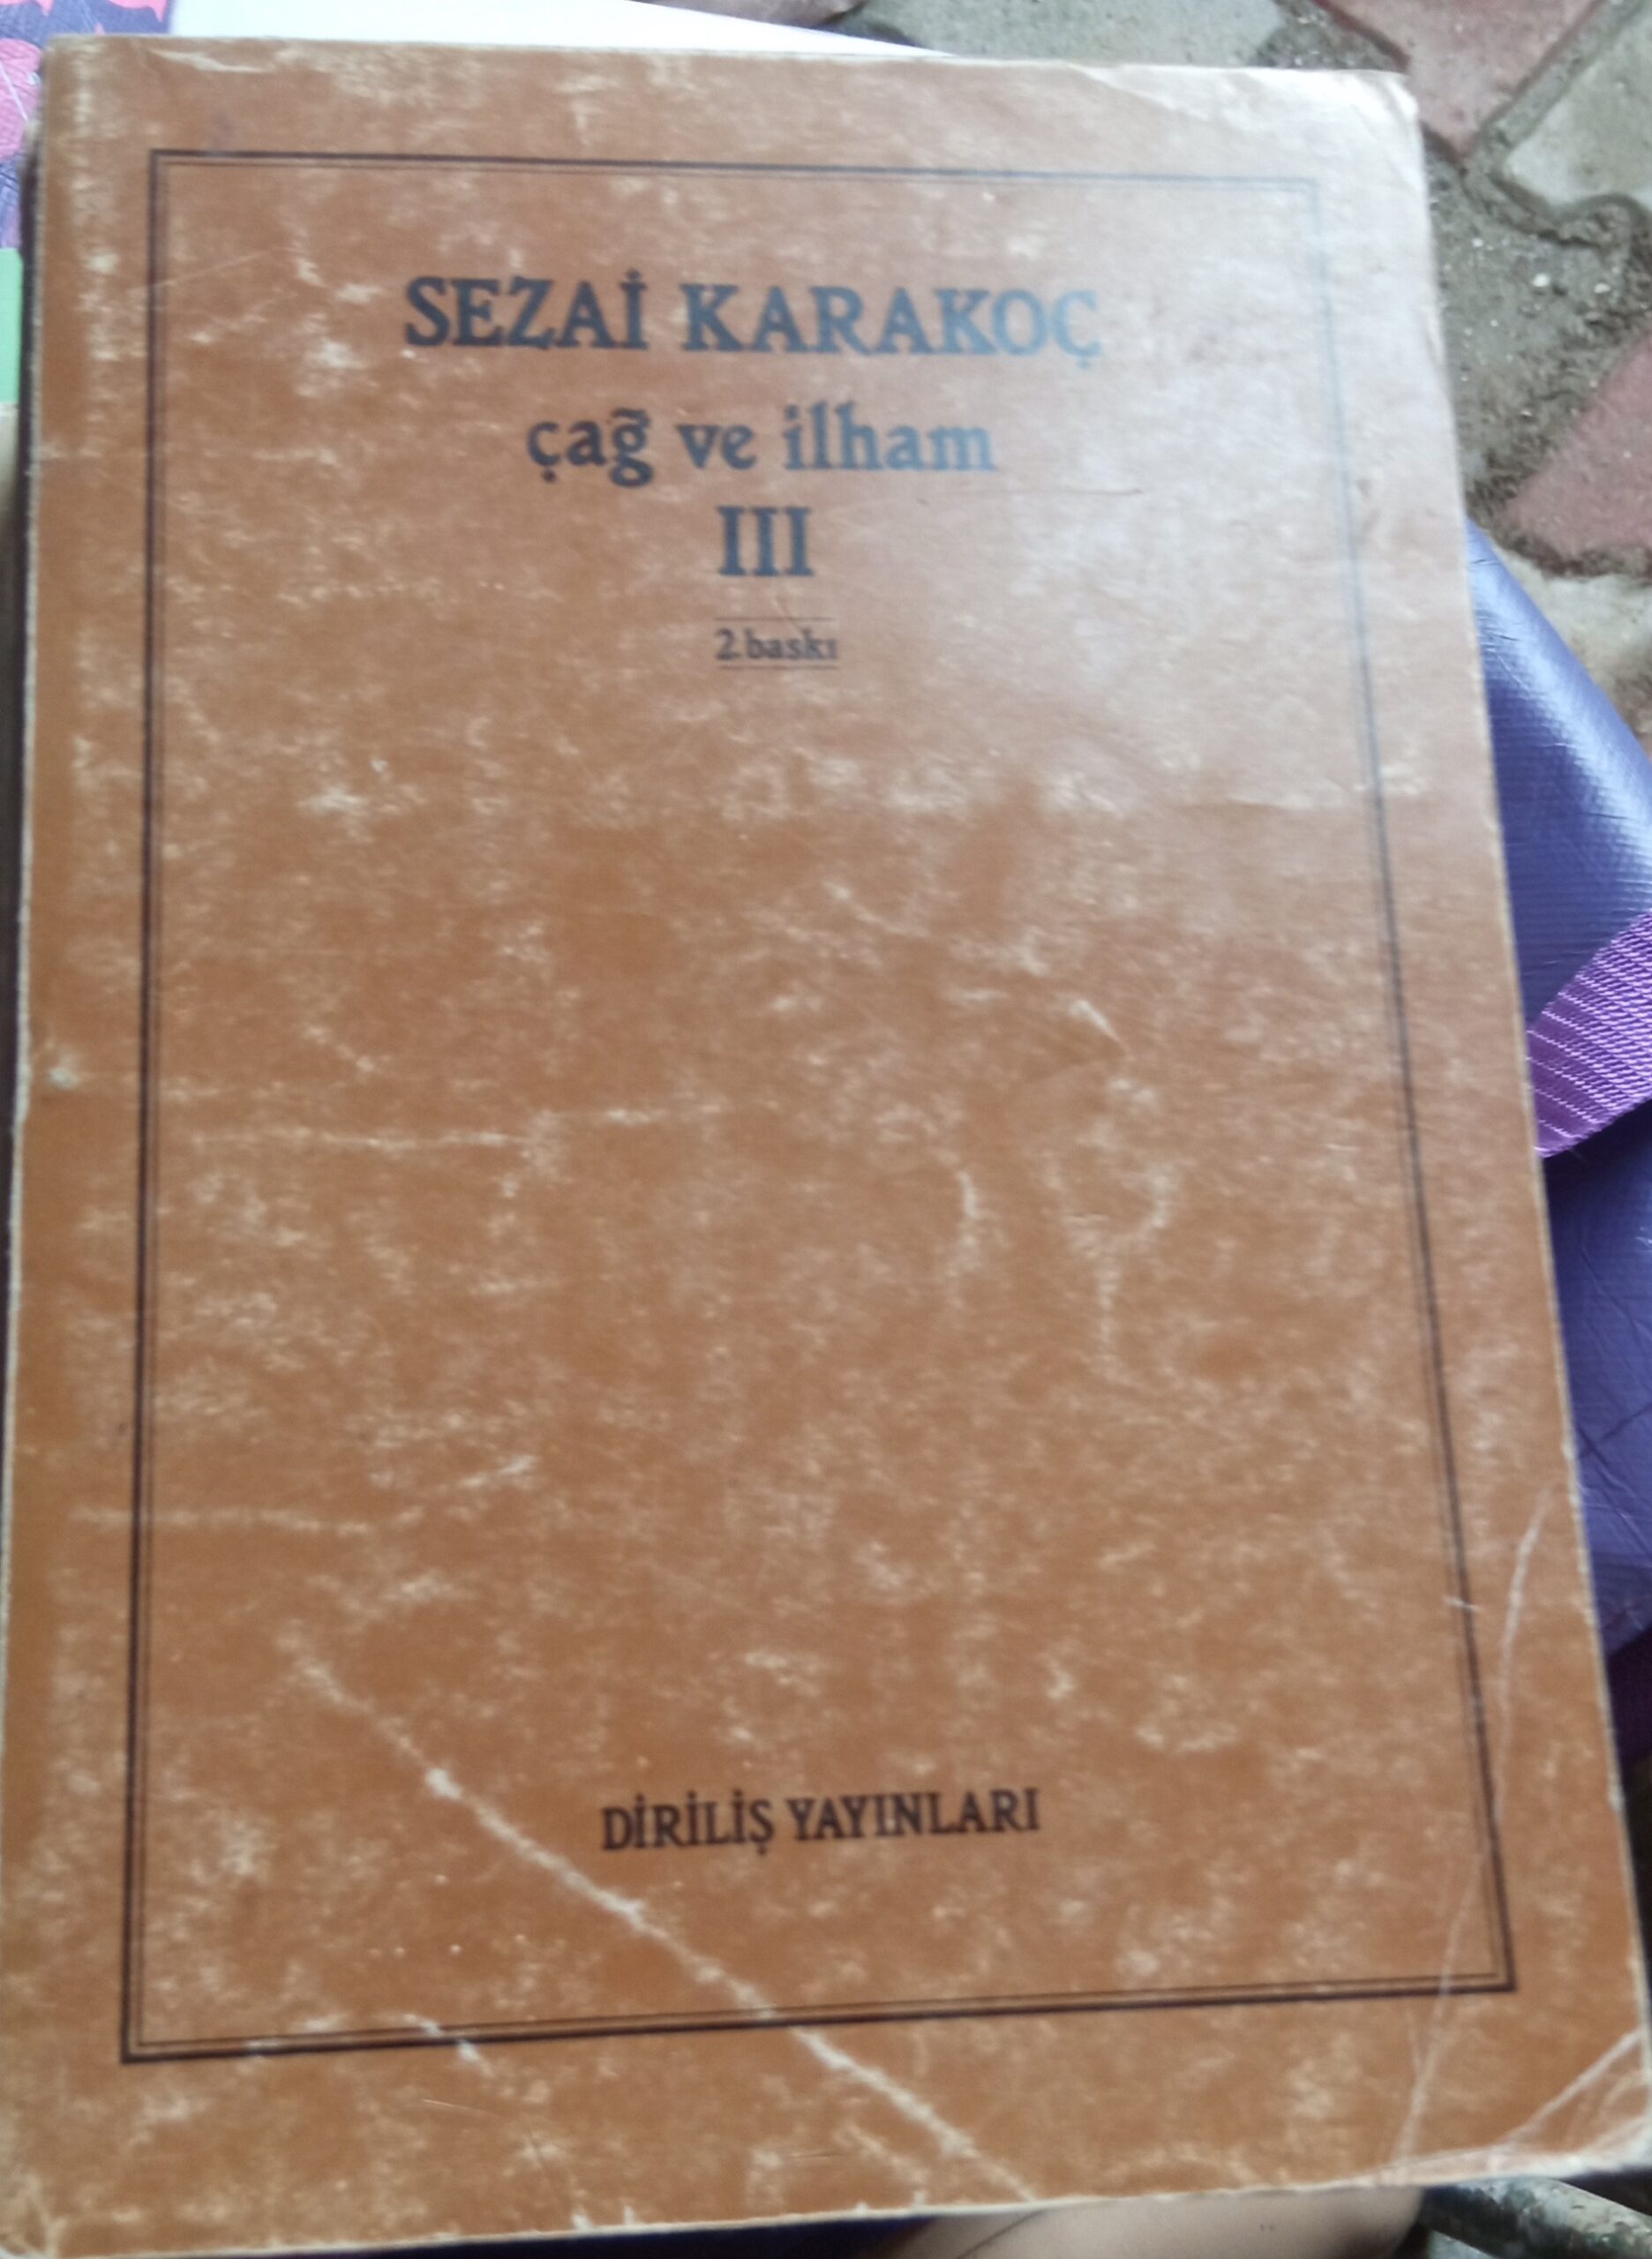 SEZAİ KARAKOÇ
çağ ve ilham
III
2. baskı
DİRİLİŞ YAYINLARI